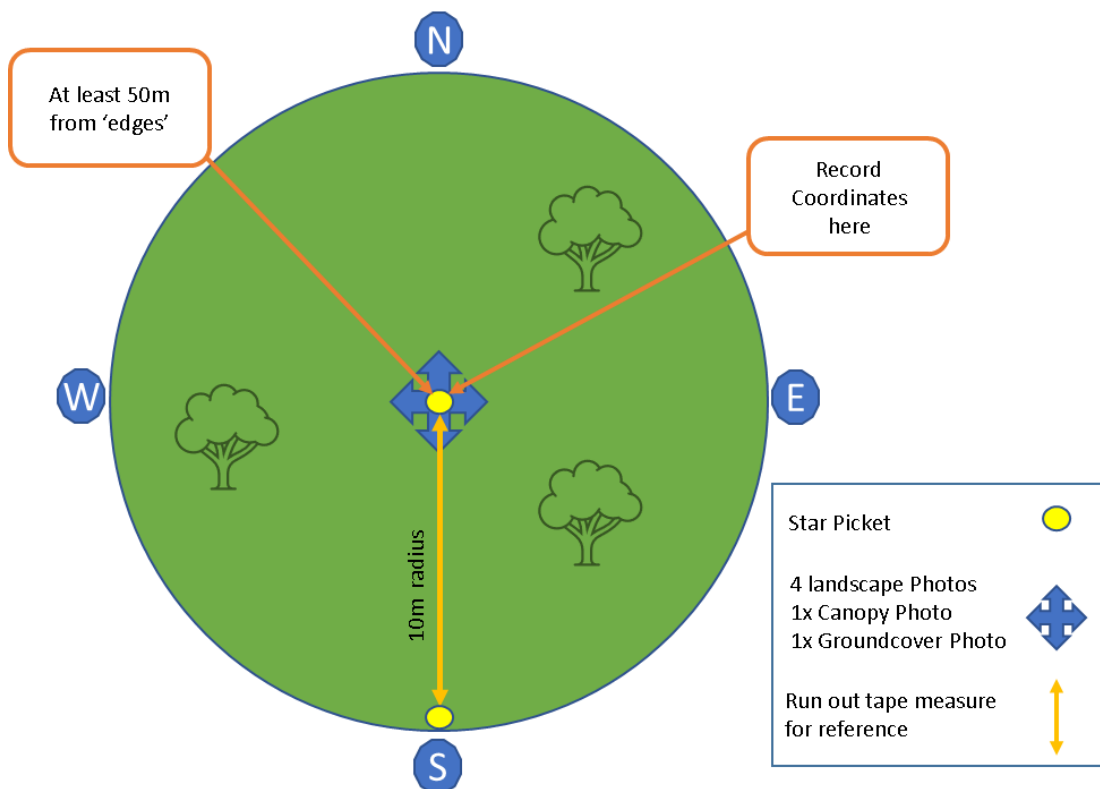 N
At least 50m
from ‘edges’
Record
Coordinates
here
W
E
10m radius
S
Star Picket
4 landscape Photos
1x Canopy Photo
1x Groundcover Photo
Run out tape measure
for reference